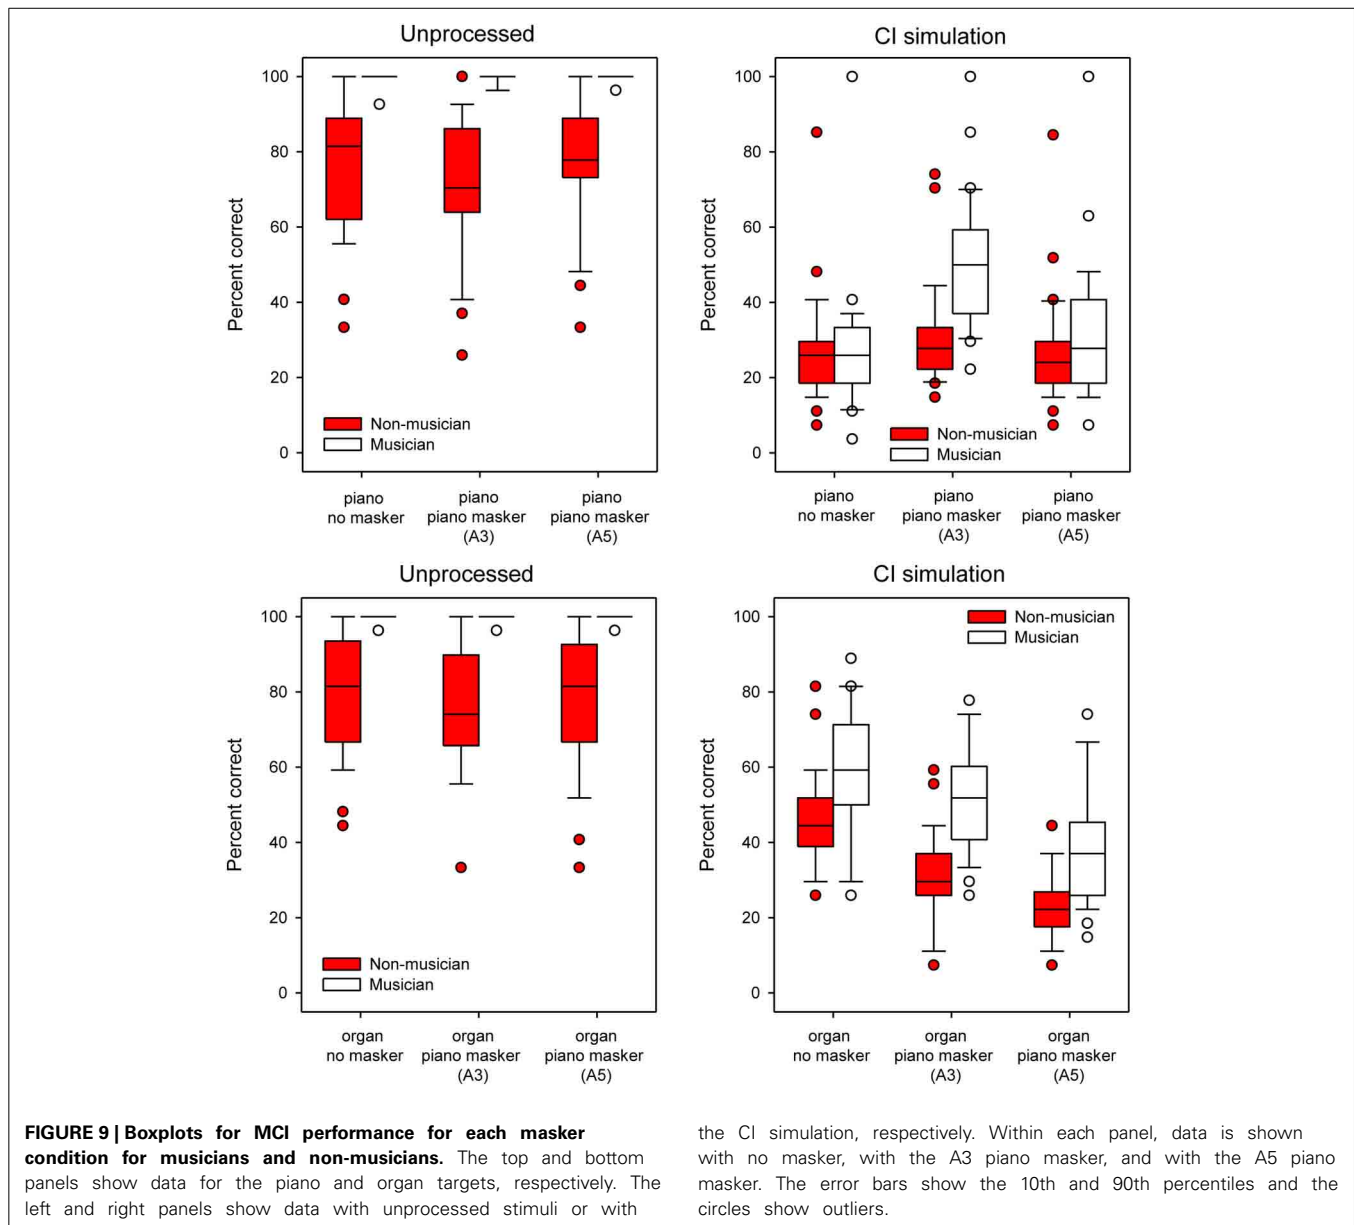 Unprocessed
Percent correct
100
80
60
40
20
0
Non-musician
Musician
piano
no masker
piano
piano masker
(A3)
piano
piano masker
(A5)
CI simulation
Percent correct
100
80
60
40
20
0
Non-musician
Musician
piano
no masker
piano
piano masker
(A3)
piano
piano masker
(A5)
Unprocessed
Percent correct
100
80
60
40
20
0
Non-musician
Musician
organ
no masker
organ
piano masker
(A3)
organ
piano masker
(A5)
CI simulation
Percent correct
100
80
60
40
20
0
Non-musician
Musician
organ
no masker
organ
piano masker
(A3)
organ
piano masker
(A5)
FIGURE 9 | Boxplots for MCI performance for each masker
condition for musicians and non-musicians. The top and bottom
panels show data for the piano and organ targets, respectively. The
left and right panels show data with unprocessed stimuli or with
the CI simulation, respectively. Within each panel, data is shown
with no masker, with the A3 piano masker, and with the A5 piano
masker. The error bars show the 10th and 90th percentiles and the
circles show outliers.